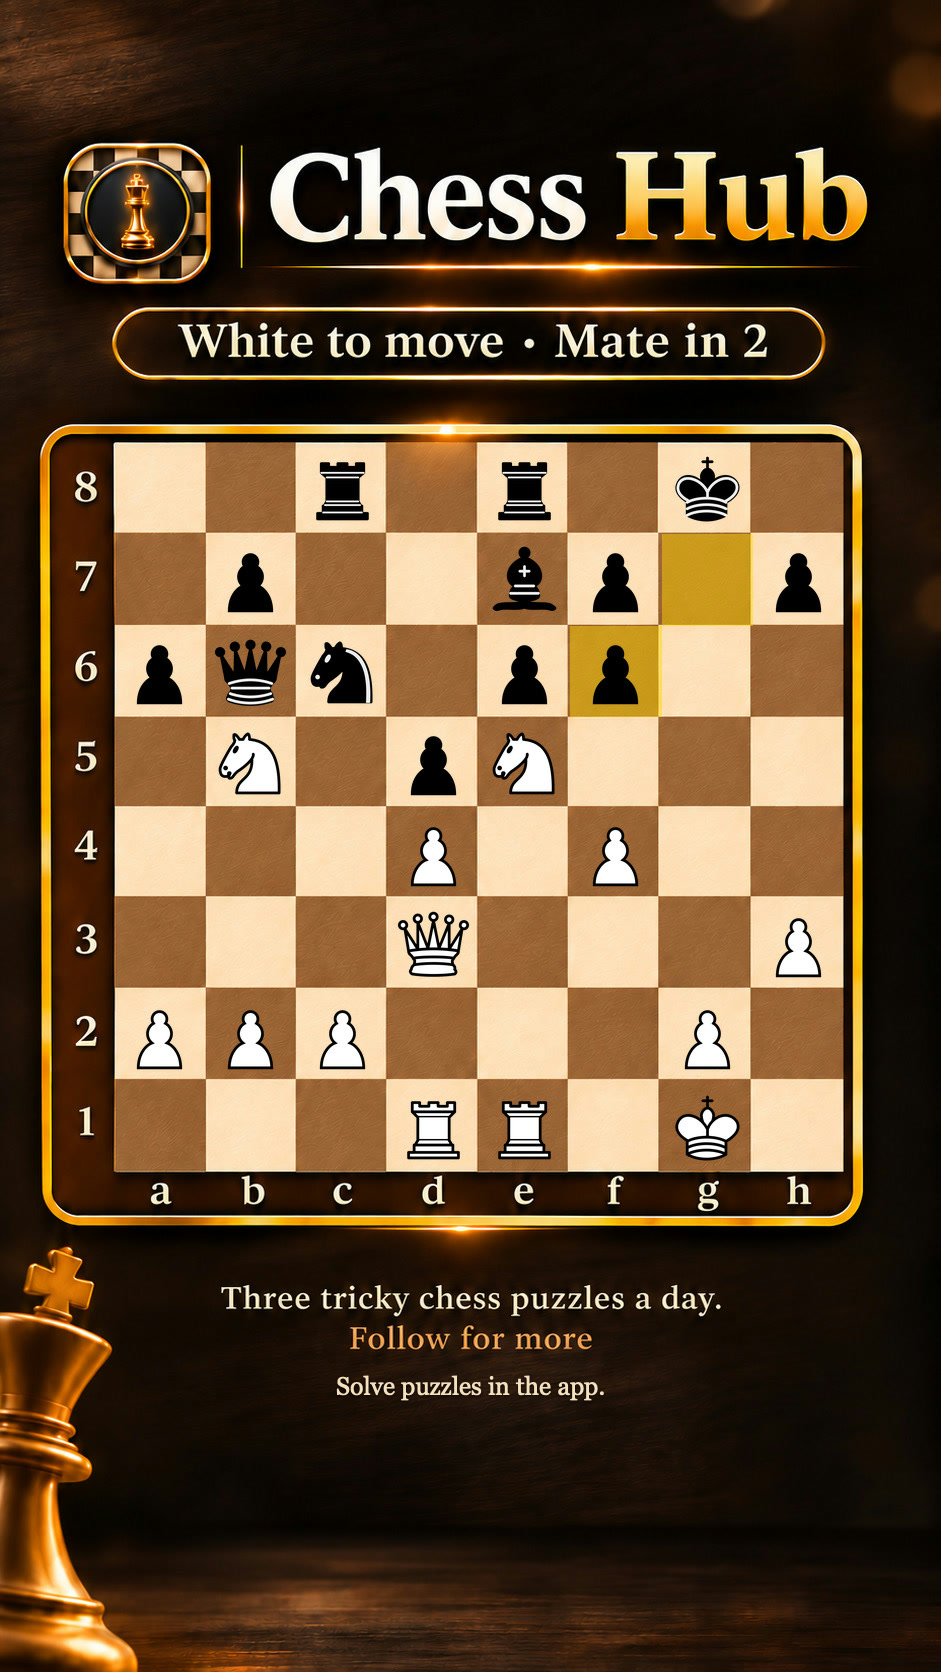 Chess Hub
White to move • Mate in 2
8
7
6
5
4
3
2
1
a b c d e f g h
Three tricky chess puzzles a day.
Follow for more
Solve puzzles in the app.